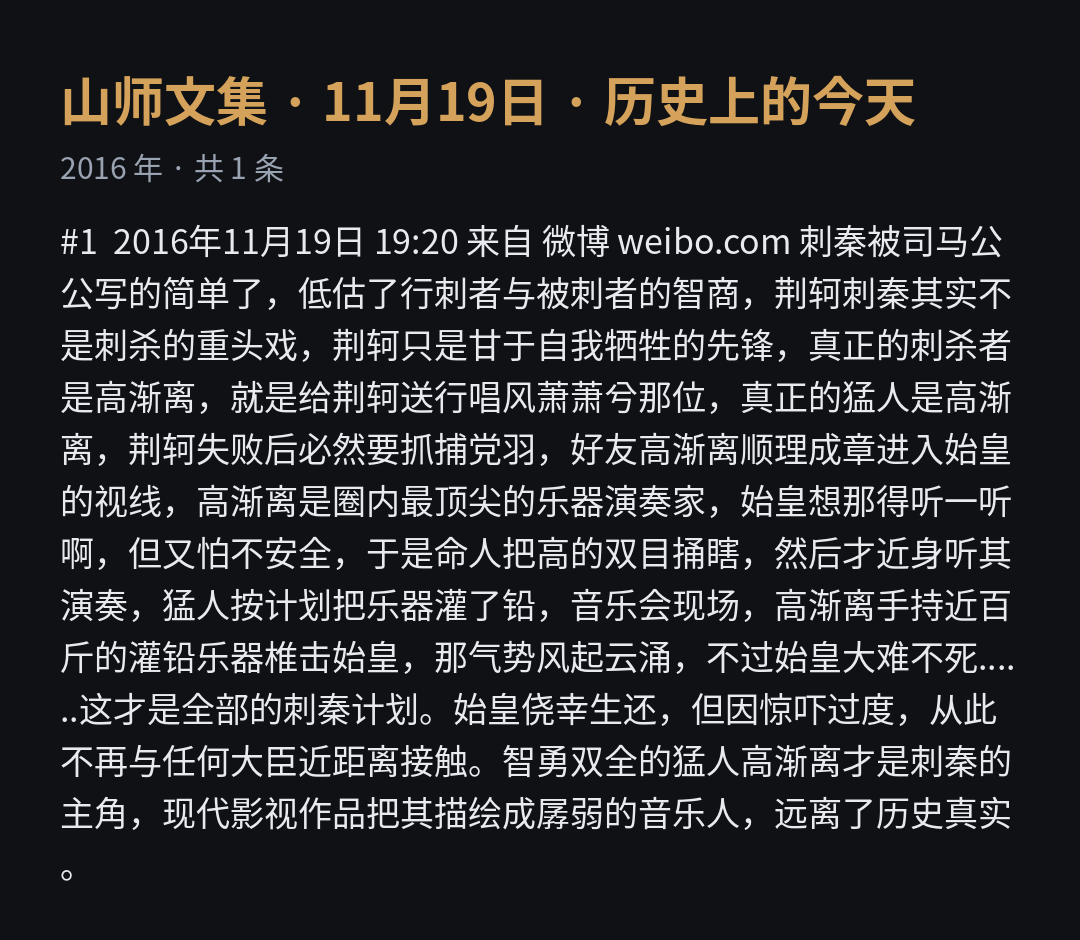 山师文集 · 11月19日 · 历史上的今天
2016 年 · 共 1 条
#1 2016年11月19日 19:20 来自 微博 weibo.com 刺秦被司马公
公写的简单了，低估了行刺者与被刺者的智商，荆轲刺秦其实不
是刺杀的重头戏，荆轲只是甘于自我牺牲的先锋，真正的刺杀者
是高渐离，就是给荆轲送行唱风萧萧兮那位，真正的猛人是高渐
离，荆轲失败后必然要抓捕党羽，好友高渐离顺理成章进入始皇
的视线，高渐离是圈内最顶尖的乐器演奏家，始皇想那得听一听
啊，但又怕不安全，于是命人把高的双目捅瞎，然后才近身听其
演奏，猛人按计划把乐器灌了铅，音乐会现场，高渐离手持近百
斤的灌铅乐器椎击始皇，那气势风起云涌，不过始皇大难不死....
..这才是全部的刺秦计划。始皇侥幸生还，但因惊吓过度，从此
不再与任何大臣近距离接触。智勇双全的猛人高渐离才是刺秦的
主角，现代影视作品把其描绘成孱弱的音乐人，远离了历史真实
。